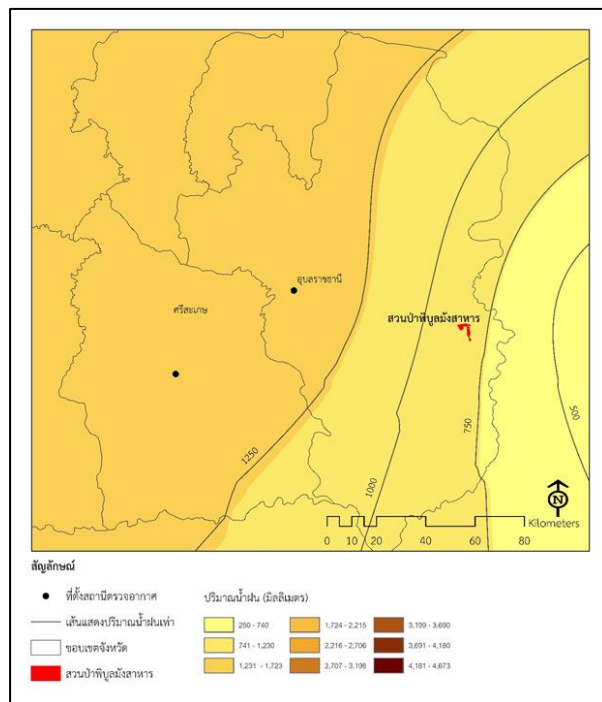 อุบลราชธานี
ศรีสะเกษ
สวนป่าพิบูลมังสาหาร
1250
1000
750
500
N
Kilometers
0 10 20 40 60 80
สัญลักษณ์
ที่ตั้งสถานีตรวจอากาศ
เส้นแสดงปริมาณน้ำฝนเท่า
ขอบเขตจังหวัด
สวนป่าพิบูลมังสาหาร
ปริมาณน้ำฝน (มิลลิเมตร)
250 - 740
741 - 1,230
1,231 - 1,723
1,724 - 2,215
2,216 - 2,706
2,707 - 3,198
3,199 - 3,690
3,691 - 4,180
4,181 - 4,673